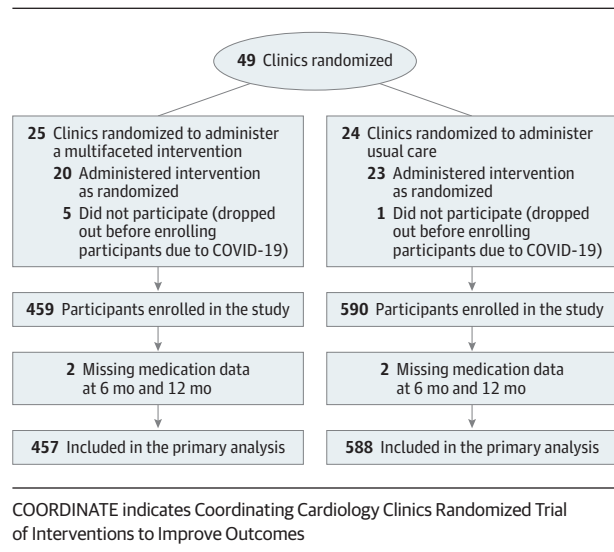 49 Clinics randomized
25 Clinics randomized to administer
a multifaceted intervention
20 Administered intervention
as randomized
5 Did not participate (dropped
out before enrolling
participants due to COVID-19)
24 Clinics randomized to administer
usual care
23 Administered intervention
as randomized
1 Did not participate (dropped
out before enrolling
participants due to COVID-19)
459 Participants enrolled in the study
590 Participants enrolled in the study
2 Missing medication data
at 6 mo and 12 mo
2 Missing medication data
at 6 mo and 12 mo
457 Included in the primary analysis
588 Included in the primary analysis
COORDINATE indicates Coordinating Cardiology Clinics Randomized Trial
of Interventions to Improve Outcomes